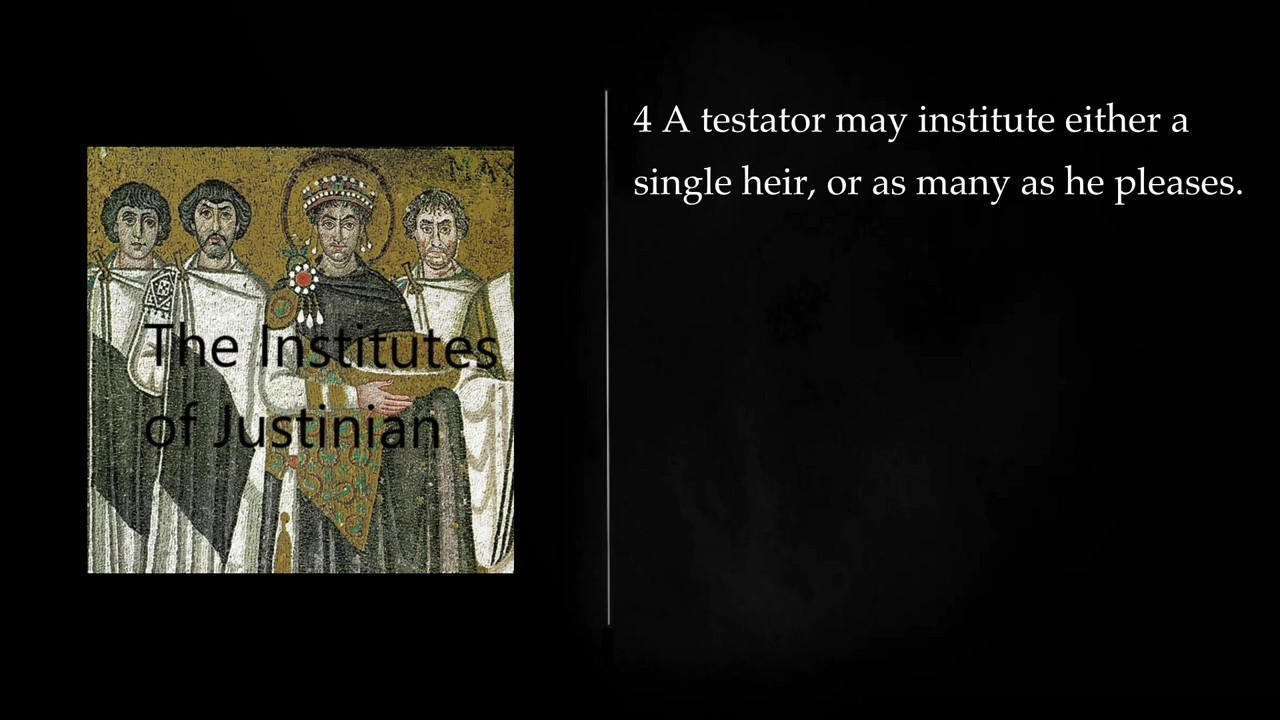 The Institutes
of Justinian
4 A testator may institute either a
single heir, or as many as he pleases.